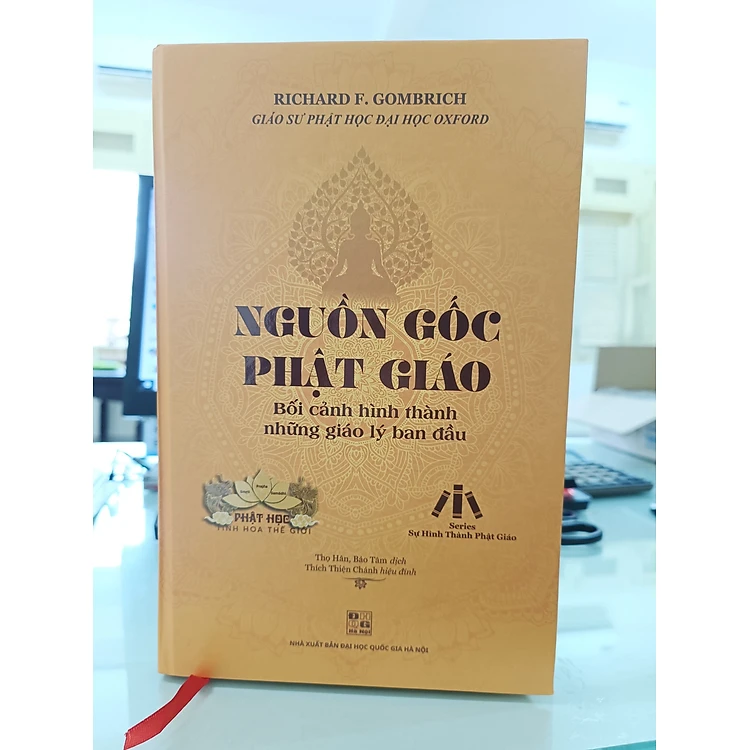 RICHARD F. GOMBRICH
GIÁO SƯ PHẬT HỌC ĐẠI HỌC OXFORD
NGUỒN GỐC
PHẬT GIÁO
Bối cảnh hình thành
những giáo lý ban đầu
PHẬT HỌC
TINH HOA THẾ GIỚI
Series
Sự Hình Thành Phật Giáo
Thọ Hân, Bảo Tâm dịch
Thích Thiện Chánh hiệu đính
Hà Nội
NHÀ XUẤT BẢN ĐẠI HỌC QUỐC GIA HÀ NỘI